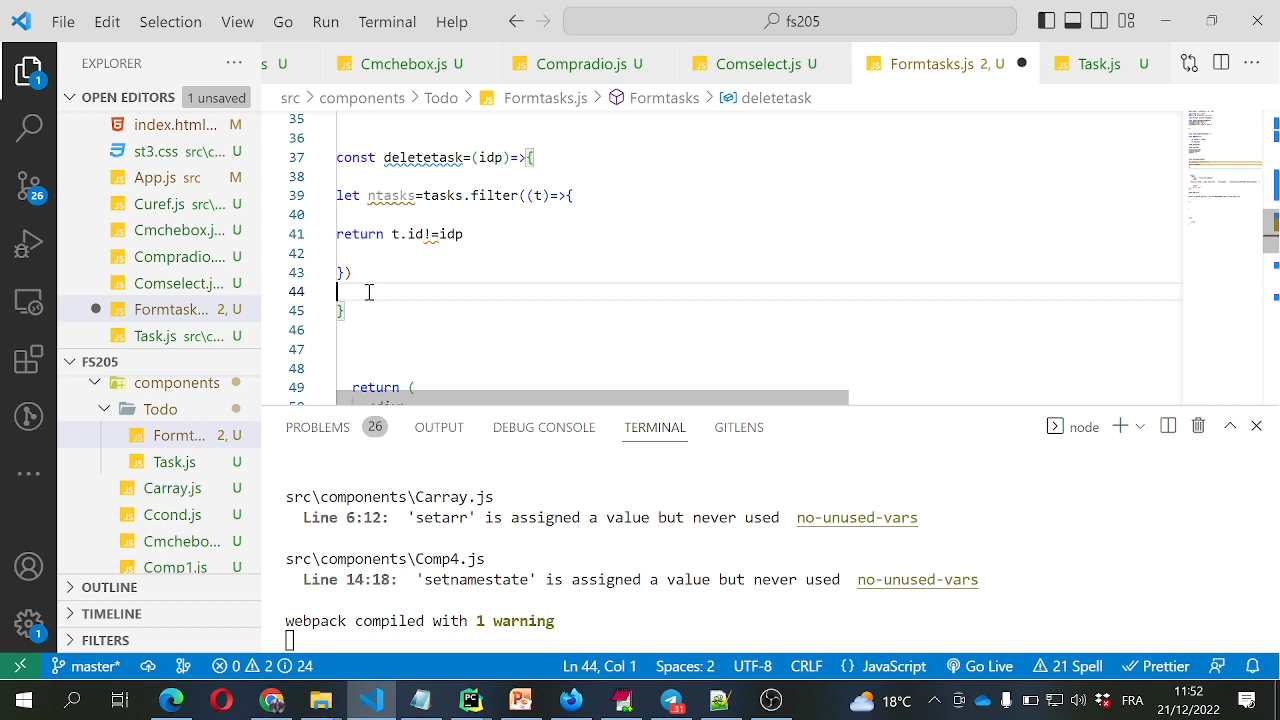 File Edit Selection View Go Run Terminal Help fs205
EXPLORER
OPEN EDITORS 1 unsaved
index.html... M
st3.css src\c... U
App.js src M
Curef.js src\... U
Cmchebox.j... U
Compradio.... U
Comselect.j... U
Formtask... 2, U
Task.js src\c... U
FS205
components
Todo
Formt... 2, U
Task.js U
Carray.js U
Ccond.js U
Cmchebo... U
Comp1.js U
OUTLINE
TIMELINE
FILTERS
s U Cmchebox.js U Compradio.js U Comselect.js U Formtasks.js 2, U Task.js U
src > components > Todo > Formtasks.js > Formtasks > deletetask
35
36
37 const deletetask=(idp)=>{
38
39 let ntasks=tasks.filter((t)=>{
40
41 return t.id!=idp
42
43 })
44
45 }
46
47
48
49 return (
PROBLEMS 26 OUTPUT DEBUG CONSOLE TERMINAL GITLENS node
src\components\Carray.js
Line 6:12: 'setarr' is assigned a value but never used no-unused-vars
src\components\Comp4.js
Line 14:18: 'setnamestate' is assigned a value but never used no-unused-vars
webpack compiled with 1 warning
master* 0 2 24 Ln 44, Col 1 Spaces: 2 UTF-8 CRLF {} JavaScript Go Live 21 Spell Prettier
18°C FRA 11:52
21/12/2022